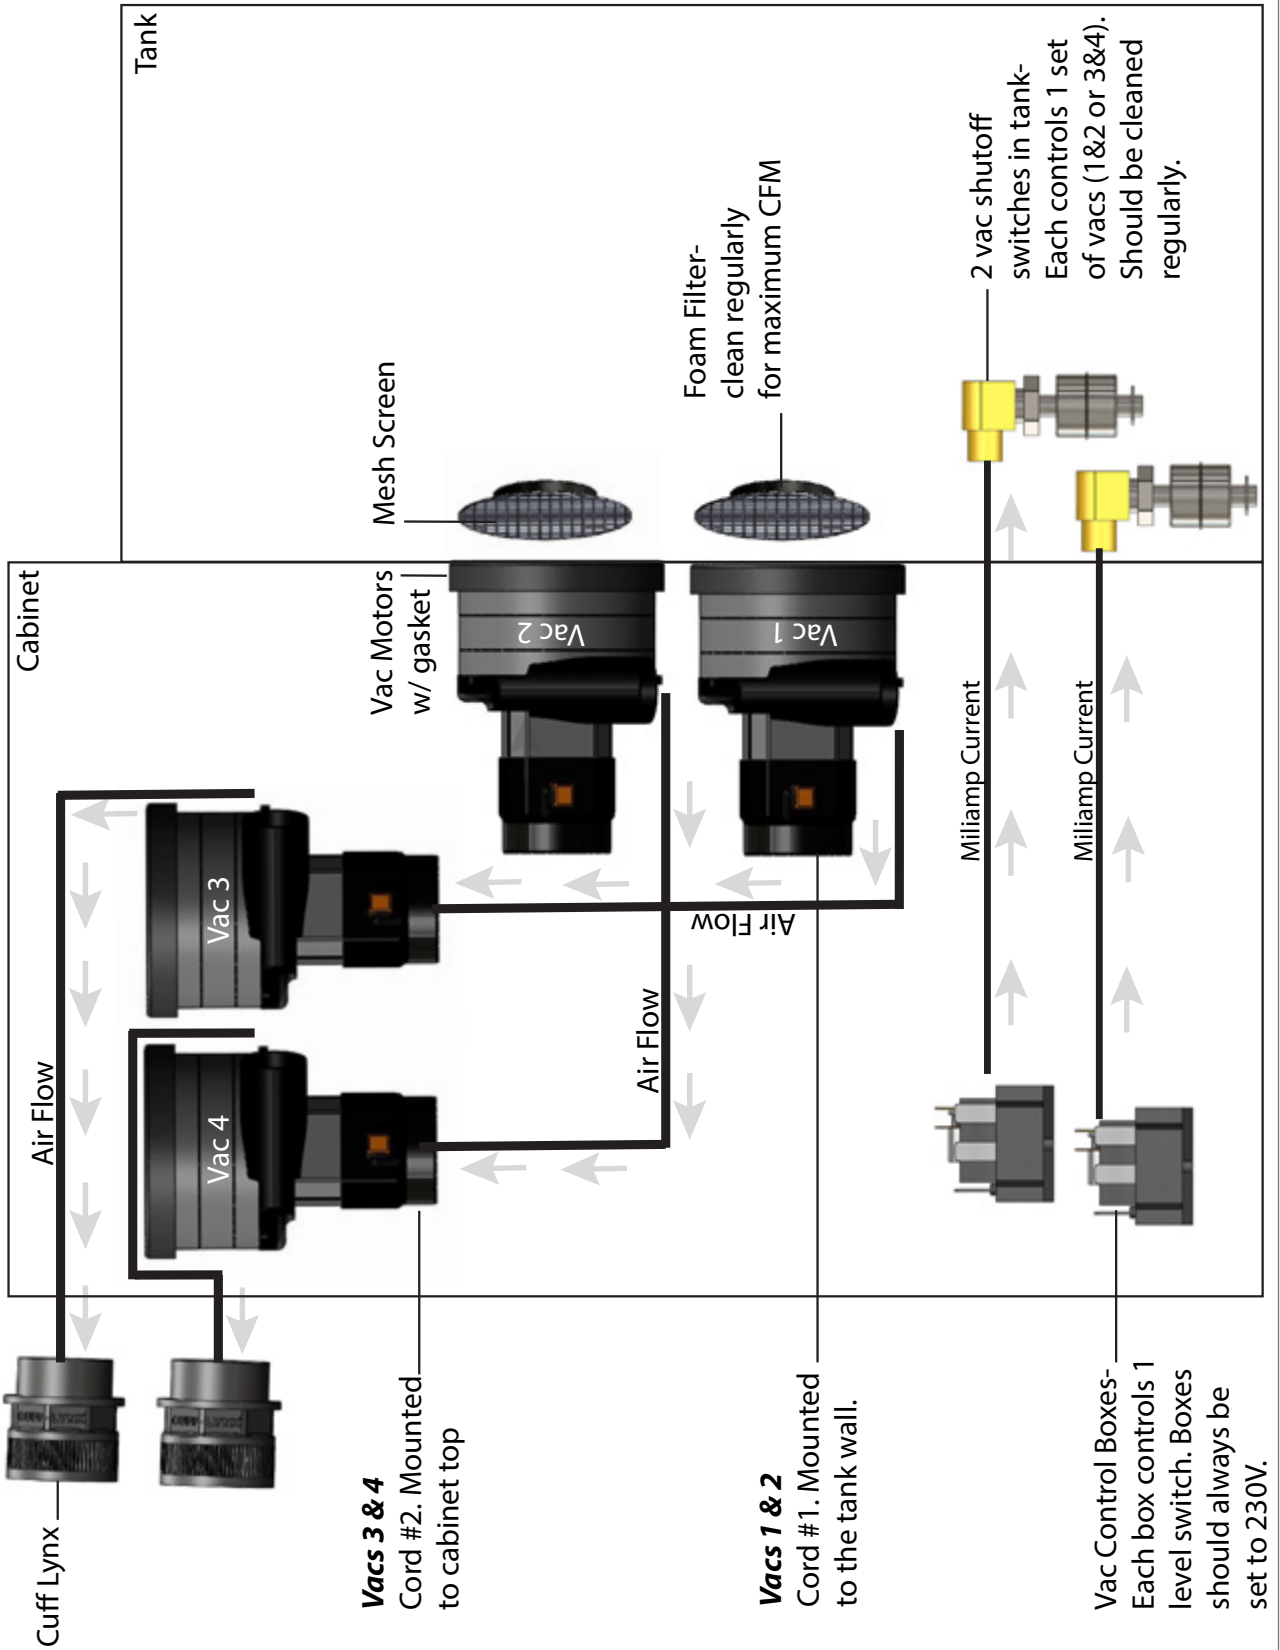 Cabinet
Tank
Cuff Lynx
Air Flow
Vac 4
Vac 3
Vacs 3 & 4
Cord #2. Mounted
to cabinet top
Vac Motors
w/ gasket
Mesh Screen
Vac 2
Air Flow
Air Flow
Vac 1
Foam Filter-
clean regularly
for maximum CFM
Vacs 1 & 2
Cord #1. Mounted
to the tank wall.
Miliamp Current
Miliamp Current
2 vac shutoff
switches in tank-
Each controls 1 set
of vacs (1&2 or 3&4).
Should be cleaned
regularly.
Vac Control Boxes-
Each box controls 1
level switch. Boxes
should always be
set to 230V.